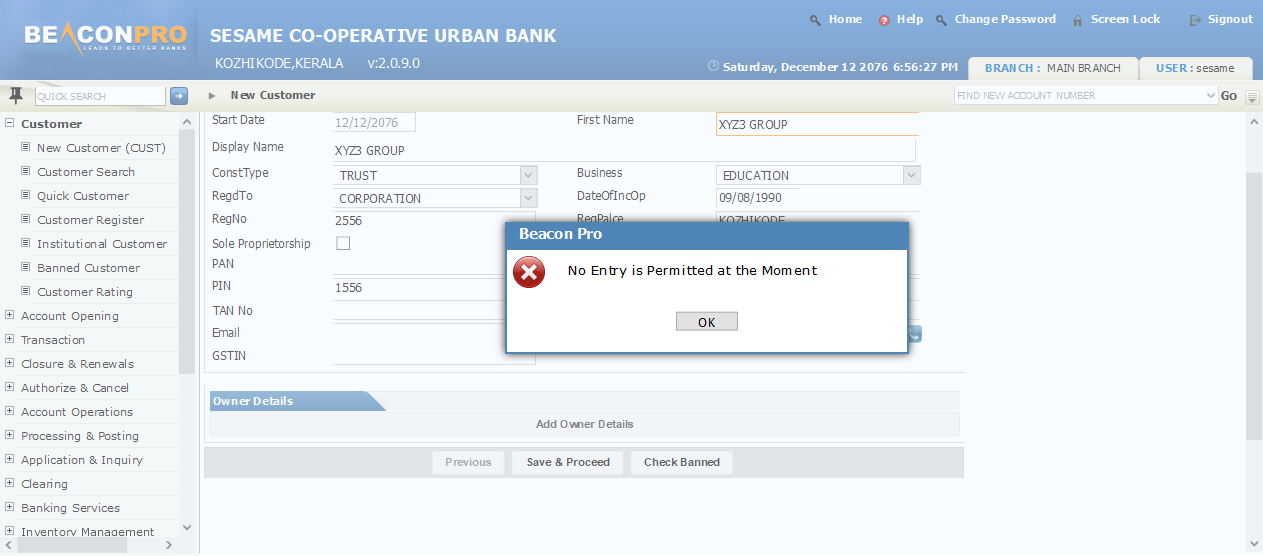 Home Help Change Password Screen Lock Signout
BEACONPRO
LEADS TO BETTER BANKS
SESAME CO-OPERATIVE URBAN BANK
KOZHIKODE,KERALA v:2.0.9.0
Saturday, December 12 2076 6:56:27 PM BRANCH : MAIN BRANCH USER : sesame
QUICK SEARCH New Customer FIND NEW ACCOUNT NUMBER Go
Customer
New Customer (CUST)
Customer Search
Quick Customer
Customer Register
Institutional Customer
Banned Customer
Customer Rating
Account Opening
Transaction
Closure & Renewals
Authorize & Cancel
Account Operations
Processing & Posting
Application & Inquiry
Clearing
Banking Services
Inventory Management
Start Date 12/12/2076 First Name XYZ3 GROUP
Display Name XYZ3 GROUP
ConstType TRUST Business EDUCATION
RegdTo CORPORATION DateOfIncOp 09/08/1990
RegNo 2556 RegPalce KOZHIKODE
Sole Proprietorship
PAN
PIN 1556
TAN No
Email
GSTIN
Beacon Pro
No Entry is Permitted at the Moment
OK
Owner Details
Add Owner Details
Previous Save & Proceed Check Banned